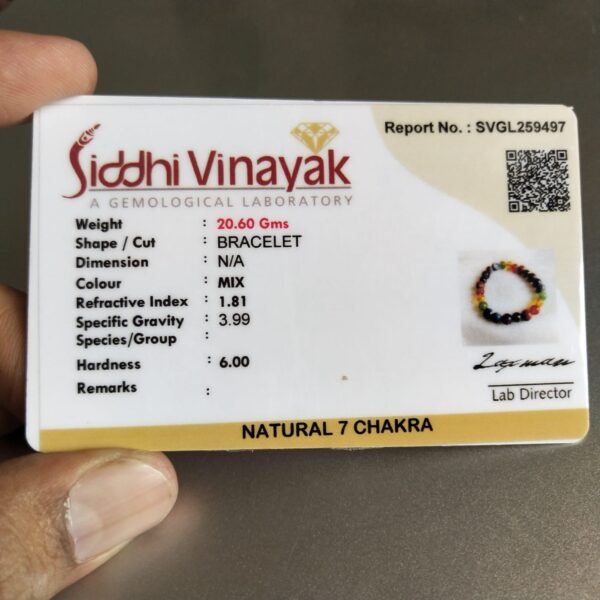 Report No. : SVGL259497
Siddhi Vinayak
A GEMOLOGICAL LABORATORY
Weight : 20.60 Gms
Shape / Cut : BRACELET
Dimension : N/A
Colour : MIX
Refractive Index : 1.81
Specific Gravity : 3.99
Species/Group :
Hardness : 6.00
Remarks :
Laxman
Lab Director
NATURAL 7 CHAKRA